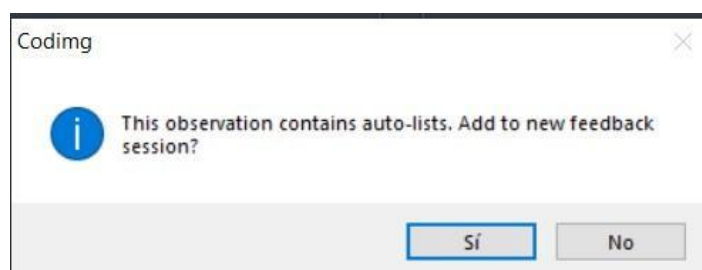 Codimg
This observation contains auto-lists. Add to new feedback
session?
Sí
No